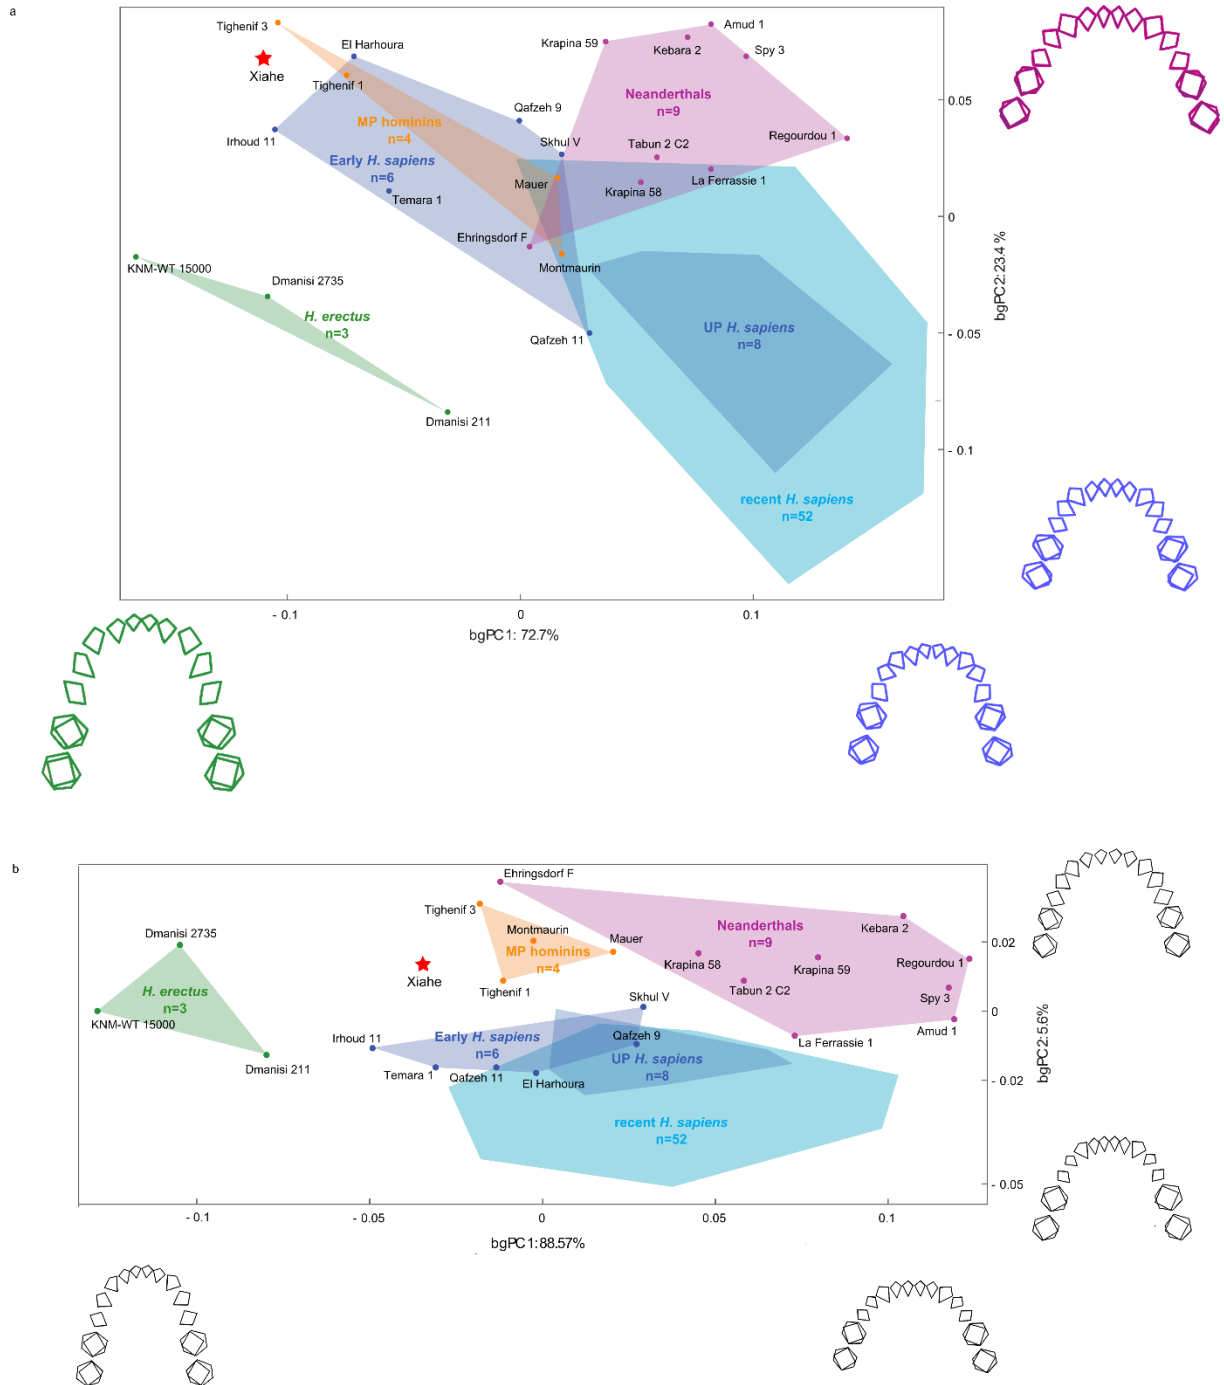 a
Tighenif 3
Xiahe
El Harhoura
Tighenif 1
MP hominins
n=4
Irhoud 11
Early H. sapiens
n=6
Temara 1
Qafzeh 9
Skhul V
Mauer
Ehringsdorf F
Montmaurin
Qafzeh 11
Krapina 59
Amud 1
Kebara 2
Spy 3
Neanderthals
n=9
Regourdou 1
Tabun 2 C2
La Ferrassie 1
Krapina 58
KNM-WT 15000
Dmanisi 2735
H. erectus
n=3
Dmanisi 211
UP H. sapiens
n=8
recent H. sapiens
n=52
0.05
0
- 0.05
- 0.1
bgPC2: 23.4 %
- 0.1
0
0.1
bgPC1: 72.7%
b
Ehringsdorf F
Tighenif 3
Montmaurin
Mauer
MP hominins
n=4
Tighenif 1
Xiahe
Dmanisi 2735
H. erectus
n=3
KNM-WT 15000
Dmanisi 211
Neanderthals
n=9
Kebara 2
Krapina 58
Krapina 59
Regourdou 1
Tabun 2 C2
Spy 3
Amud 1
La Ferrassie 1
Skhul V
Irhoud 11
Early H. sapiens
n=6
Qafzeh 9
Temara 1
Qafzeh 11
El Harhoura
UP H. sapiens
n=8
recent H. sapiens
n=52
0.02
0
- 0.02
- 0.05
bgPC2: 5.6%
- 0.1
- 0.05
0
0.05
0.1
bgPC1: 88.57%